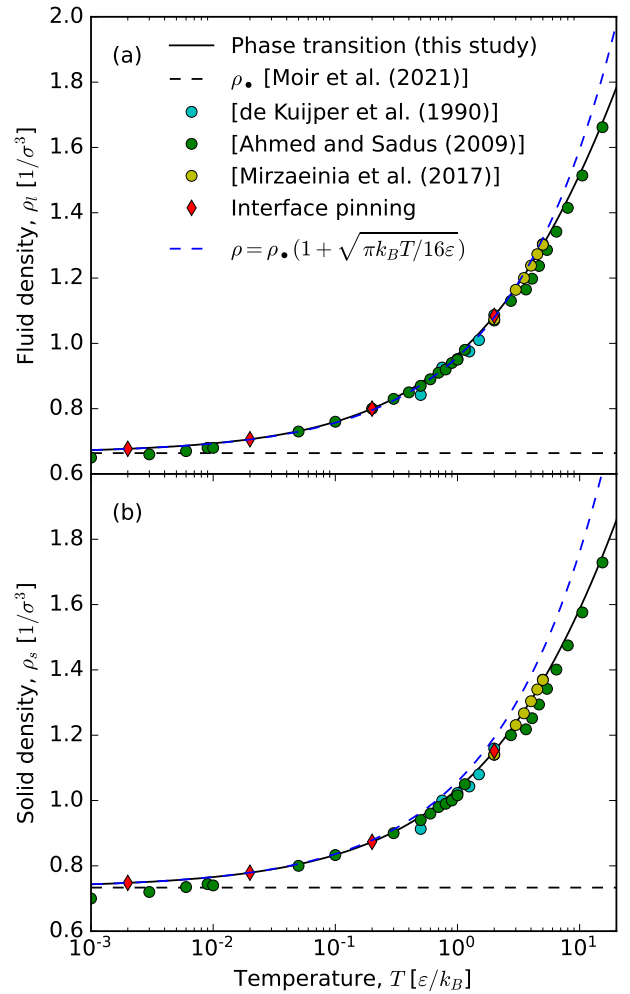 2.0
1.8
1.6
1.4
1.2
1.0
0.8
0.6
Fluid density, ρₗ [1/σ³]
(a)
Phase transition (this study)
ρ• [Moir et al. (2021)]
[de Kuijper et al. (1990)]
[Ahmed and Sadus (2009)]
[Mirzaeinia et al. (2017)]
Interface pinning
ρ = ρ•(1 + √(πk_BT/16ε))
(b)
1.8
1.6
1.4
1.2
1.0
0.8
0.6
Solid density, ρₛ [1/σ³]
10⁻³ 10⁻² 10⁻¹ 10⁰ 10¹
Temperature, T [ε/k_B]